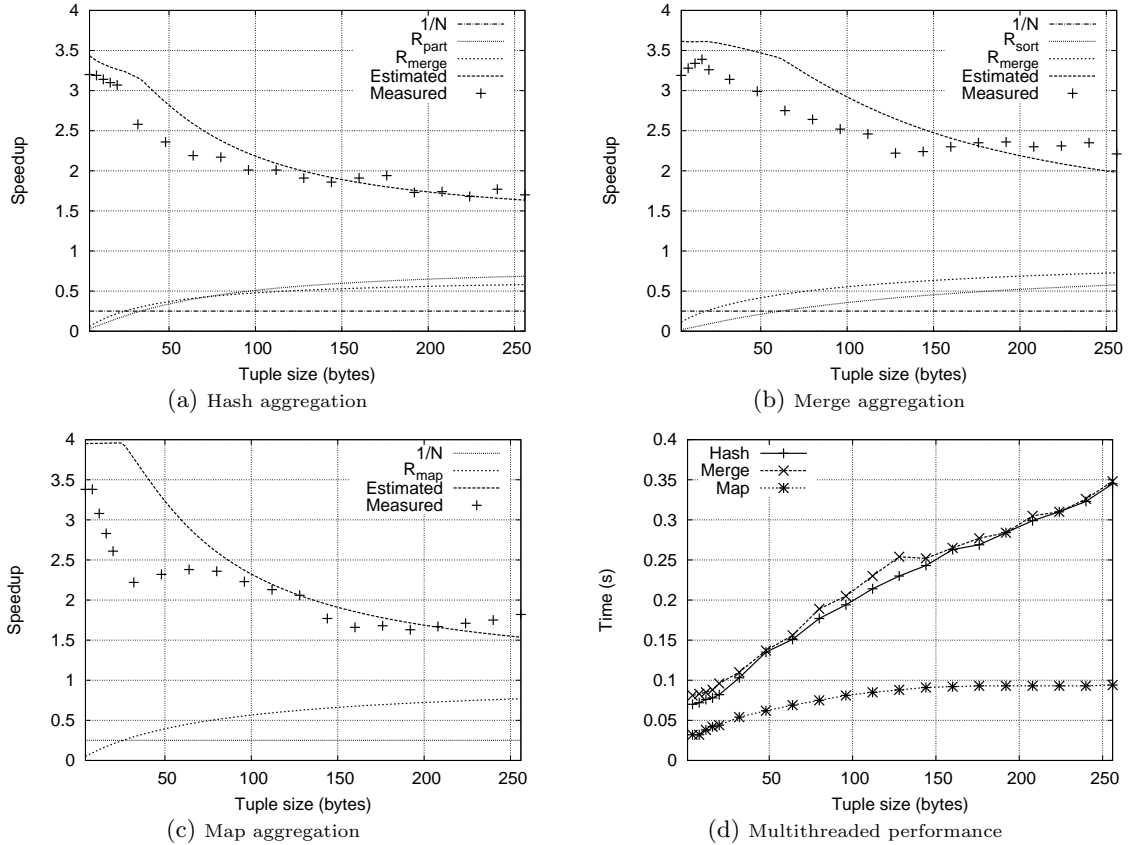 4
3.5
3
2.5
2
1.5
1
0.5
0
50 100 150 200 250
Speedup
Tuple size (bytes)
1/N
R_part
R_merge
Estimated
Measured
(a) Hash aggregation
4
3.5
3
2.5
2
1.5
1
0.5
0
50 100 150 200 250
Speedup
Tuple size (bytes)
1/N
R_sort
R_merge
Estimated
Measured
(b) Merge aggregation
4
3.5
3
2.5
2
1.5
1
0.5
0
50 100 150 200 250
Speedup
Tuple size (bytes)
1/N
R_map
Estimated
Measured
(c) Map aggregation
0.4
0.35
0.3
0.25
0.2
0.15
0.1
0.05
0
50 100 150 200 250
Time (s)
Tuple size (bytes)
Hash
Merge
Map
(d) Multithreaded performance